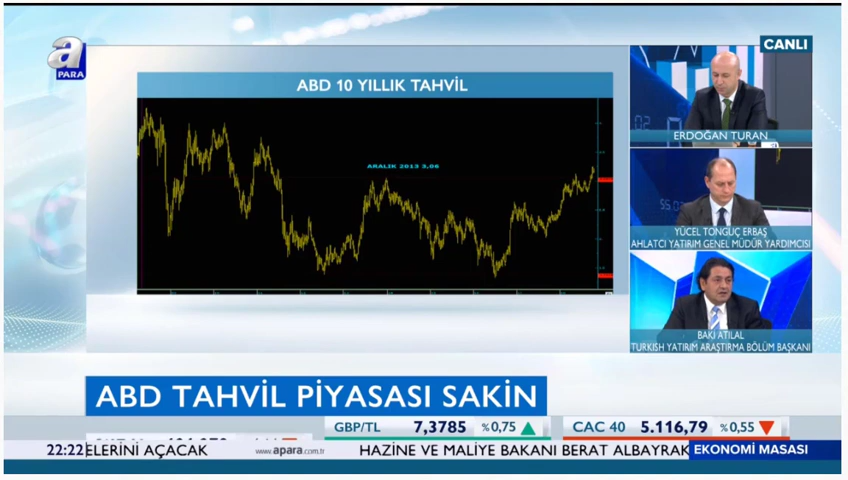 CANLI
a
PARA
ABD 10 YILLIK TAHVİL
ARALIK 2013 3.06
ERDOĞAN TURAN
YÜCEL TONGUÇ ERBAŞ
AHLATCI YATIRIM GENEL MÜDÜR YARDIMCISI
BAKİ ATILAL
TURKISH YATIRIM ARAŞTIRMA BÖLÜM BAŞKANI
ABD TAHVİL PİYASASI SAKİN
GBP/TL 7,3785 %0,75
CAC 40 5.116,79 %0,55
22:22 ELERİNİ AÇACAK www.apara.com.tr HAZİNE VE MALİYE BAKANI BERAT ALBAYRAK EKONOMİ MASASI